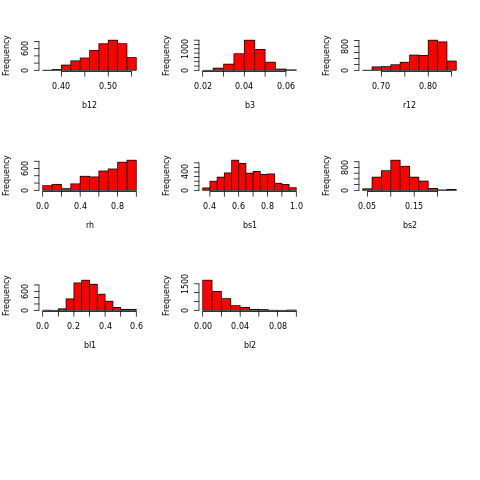 Frequency
0 600
0.40 0.50
b12
Frequency
0 1000
0.02 0.04 0.06
b3
Frequency
0 800
0.70 0.80
r12
Frequency
0 600
0.0 0.4 0.8
rh
Frequency
0 400
0.4 0.6 0.8 1.0
bs1
Frequency
0 800
0.05 0.15
bs2
Frequency
0 600
0.0 0.2 0.4 0.6
bl1
Frequency
0 1500
0.00 0.04 0.08
bl2